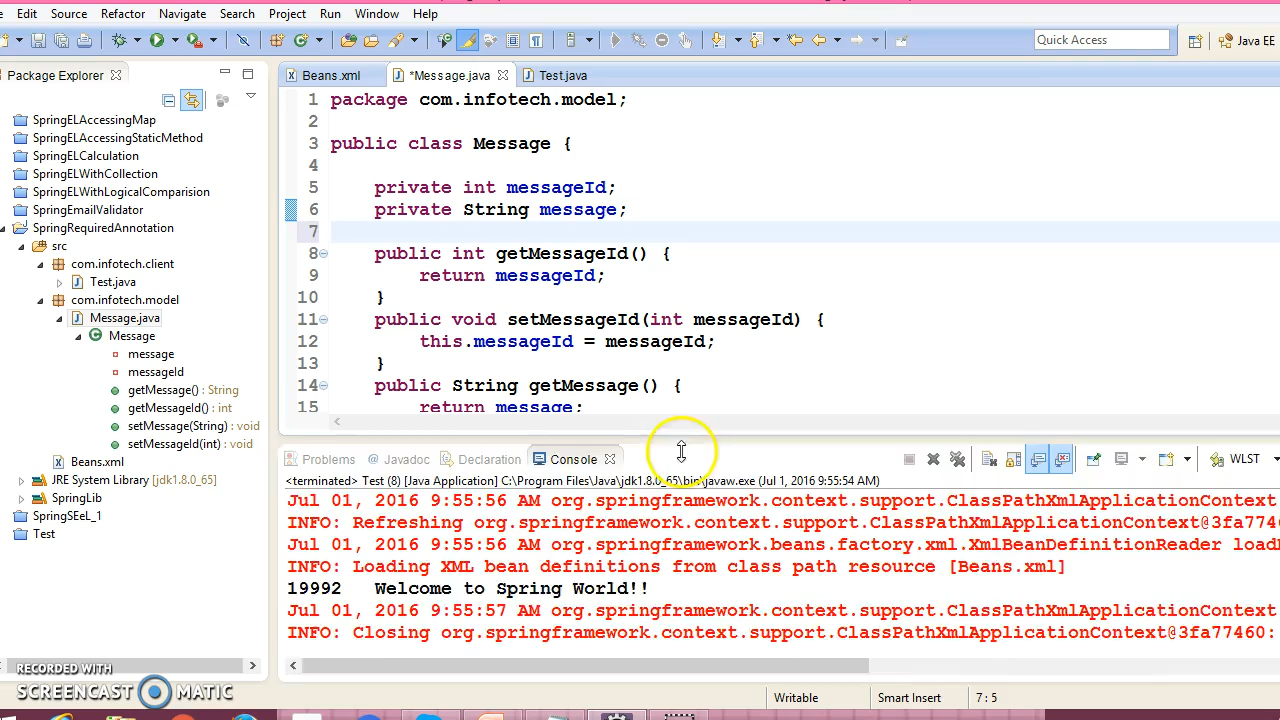 Edit Source Refactor Navigate Search Project Run Window Help
Quick Access
Java EE
Package Explorer
Beans.xml
*Message.java
Test.java
SpringELAccessingMap
SpringELAccessingStaticMethod
SpringELCalculation
SpringELWithCollection
SpringELWithLogicalComparision
SpringEmailValidator
SpringRequiredAnnotation
src
com.infotech.client
Test.java
com.infotech.model
Message.java
Message
message
messageId
getMessage() : String
getMessageId() : int
setMessage(String) : void
setMessageId(int) : void
Beans.xml
JRE System Library [jdk1.8.0_65]
SpringLib
SpringSEeL_1
Test
1 package com.infotech.model;
2
3 public class Message {
4
5 private int messageId;
6 private String message;
7
8 public int getMessageId() {
9 return messageId;
10 }
11 public void setMessageId(int messageId) {
12 this.messageId = messageId;
13 }
14 public String getMessage() {
15 return message;
Problems Javadoc Declaration Console
WLST
<terminated> Test (8) [Java Application] C:\Program Files\Java\jdk1.8.0_65\bin\javaw.exe (Jul 1, 2016 9:55:54 AM)
Jul 01, 2016 9:55:56 AM org.springframework.context.support.ClassPathXmlApplicationContext
INFO: Refreshing org.springframework.context.support.ClassPathXmlApplicationContext@3fa7746
Jul 01, 2016 9:55:56 AM org.springframework.beans.factory.xml.XmlBeanDefinitionReader loadB
INFO: Loading XML bean definitions from class path resource [Beans.xml]
19992 Welcome to Spring World!!
Jul 01, 2016 9:55:57 AM org.springframework.context.support.ClassPathXmlApplicationContext
INFO: Closing org.springframework.context.support.ClassPathXmlApplicationContext@3fa77460:
RECORDED WITH
SCREENCAST MATIC
Writable
Smart Insert
7 : 5